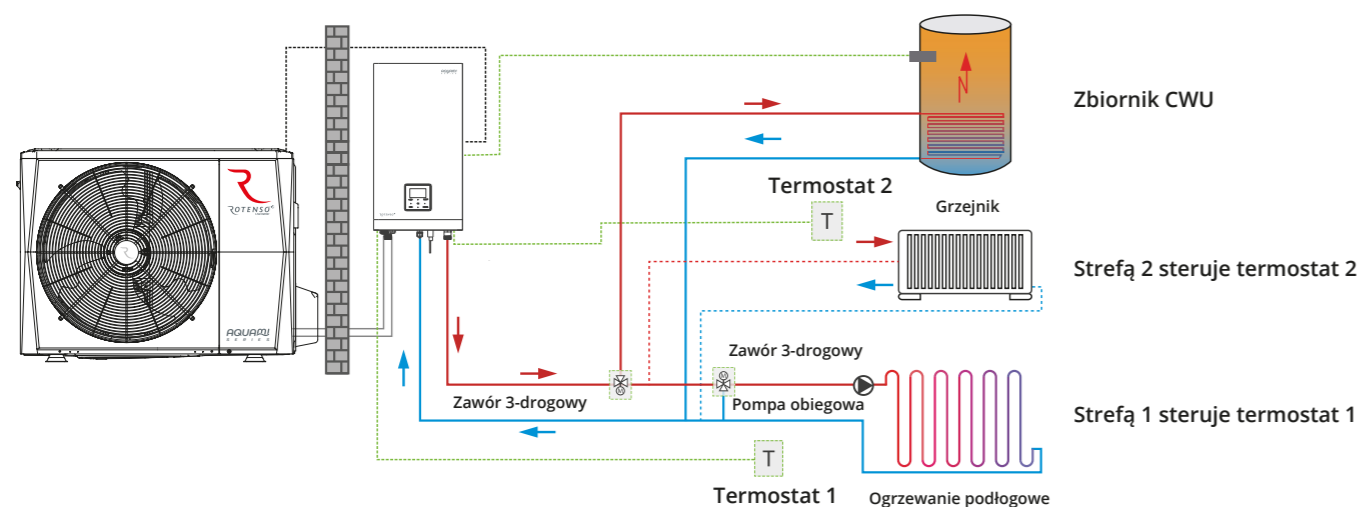 Zbiornik CWU
Termostat 2
T
Grzejnik
Strefą 2 steruje termostat 2
ROTENSO
AQUAMI
SERIES
Zawór 3-drogowy
M
M
Zawór 3-drogowy
Pompa obiegowa
Strefą 1 steruje termostat 1
T
Termostat 1
Ogrzewanie podłogowe